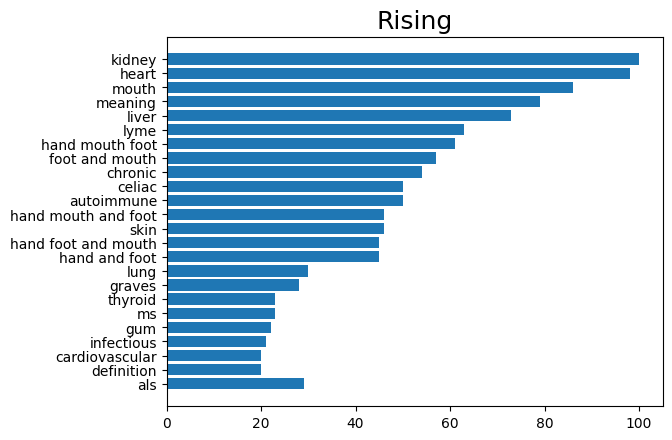 Rising
kidney
heart
mouth
meaning
liver
lyme
hand mouth foot
foot and mouth
chronic
celiac
autoimmune
hand mouth and foot
skin
hand foot and mouth
hand and foot
lung
graves
thyroid
ms
gum
infectious
cardiovascular
definition
als
0 20 40 60 80 100